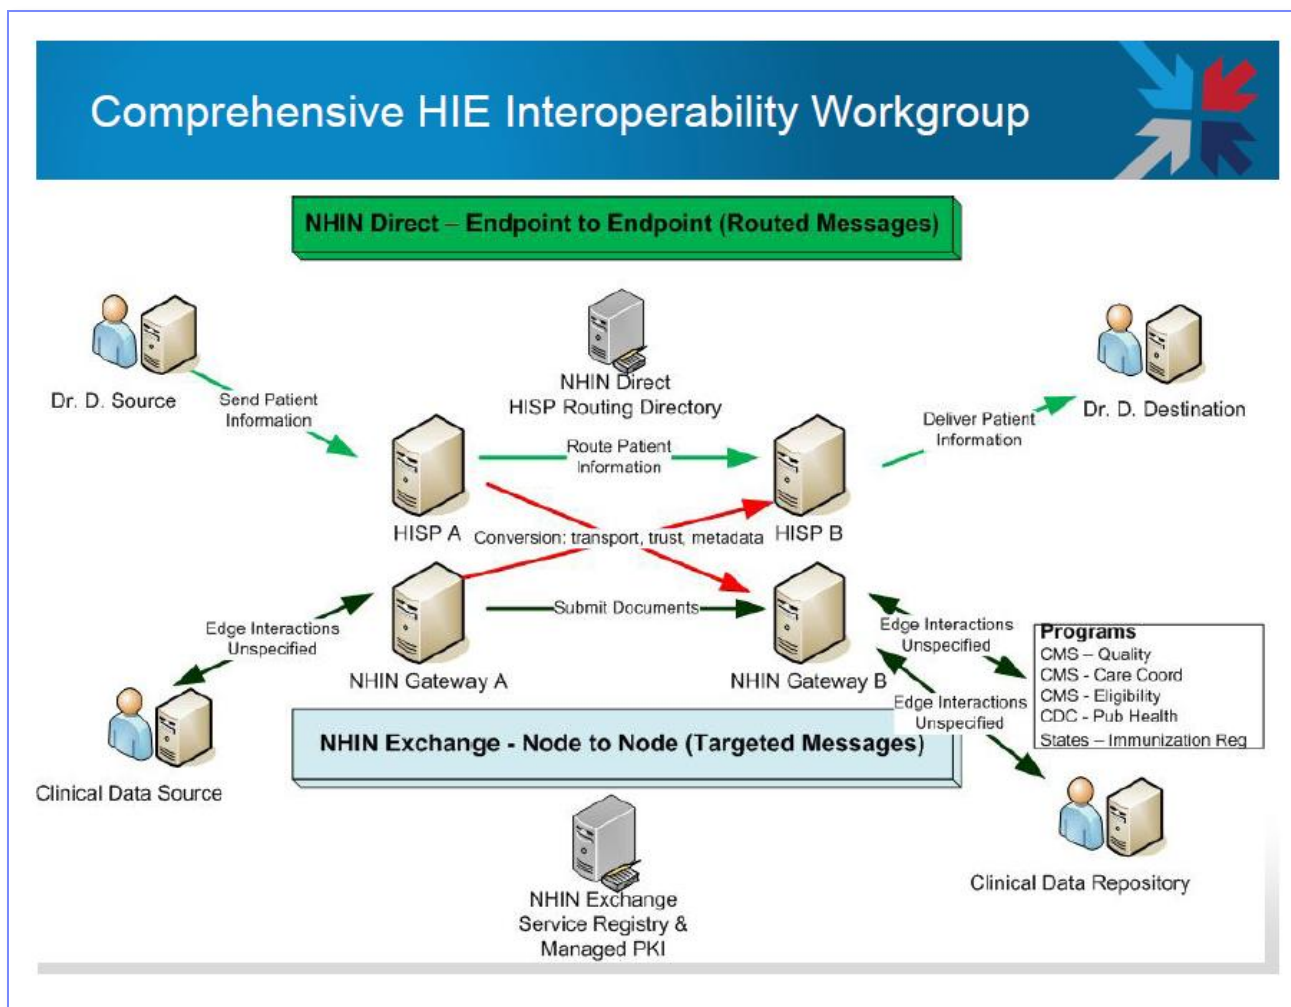 Comprehensive HIE Interoperability Workgroup
NHIN Direct – Endpoint to Endpoint (Routed Messages)
Dr. D. Source
Send Patient
Information
NHIN Direct
HISP Routing Directory
Dr. D. Destination
Deliver Patient
Information
Route Patient
Information
HISP A
HISP B
Conversion: transport, trust, metadata
Submit Documents
Edge Interactions
Unspecified
NHIN Gateway A
NHIN Gateway B
Edge Interactions
Unspecified
Programs
CMS – Quality
CMS - Care Coord
CMS - Eligibility
CDC - Pub Health
States – Immunization Reg
Edge Interactions
Unspecified
NHIN Exchange - Node to Node (Targeted Messages)
Clinical Data Source
Clinical Data Repository
NHIN Exchange
Service Registry &
Managed PKI